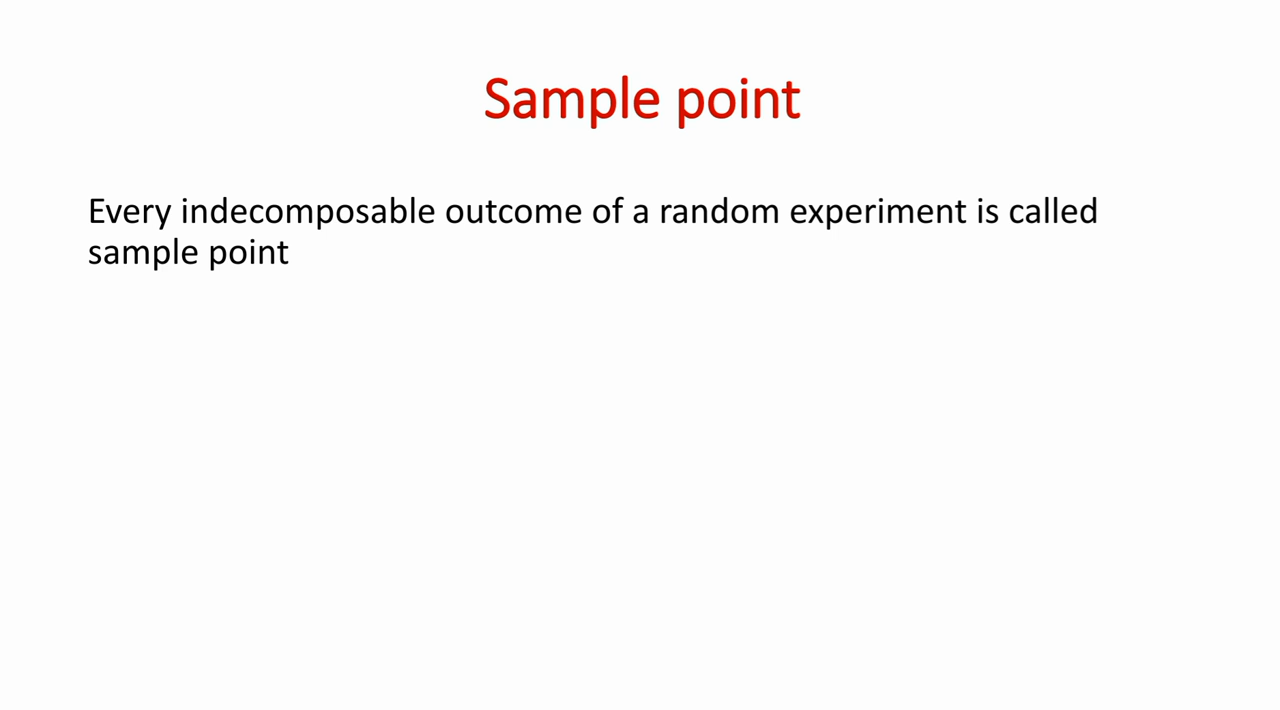 Sample point
Every indecomposable outcome of a random experiment is called
sample point